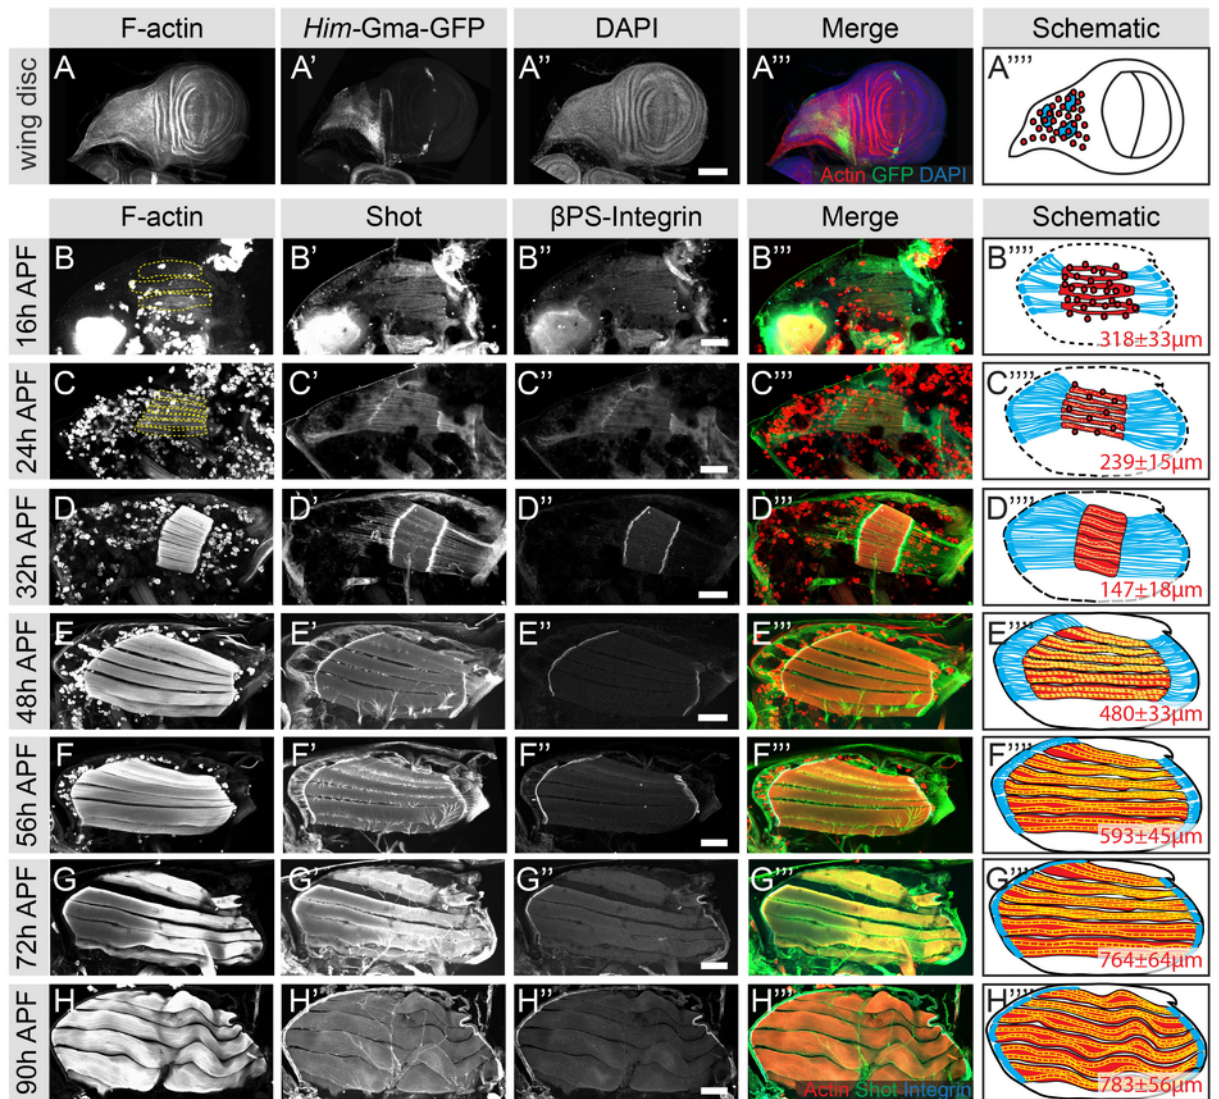 F-actin Him-Gma-GFP DAPI Merge Schematic
wing disc A A' A'' A''' A''''
Actin GFP DAPI
F-actin Shot βPS-Integrin Merge Schematic
16h APF B B' B'' B''' B''''
318±33µm
24h APF C C' C'' C''' C''''
239±15µm
32h APF D D' D'' D''' D''''
147±18µm
48h APF E E' E'' E''' E''''
480±33µm
56h APF F F' F'' F''' F''''
593±45µm
72h APF G G' G'' G''' G''''
764±64µm
90h APF H H' H'' H''' H''''
Actin Shot Integrin 783±56µm